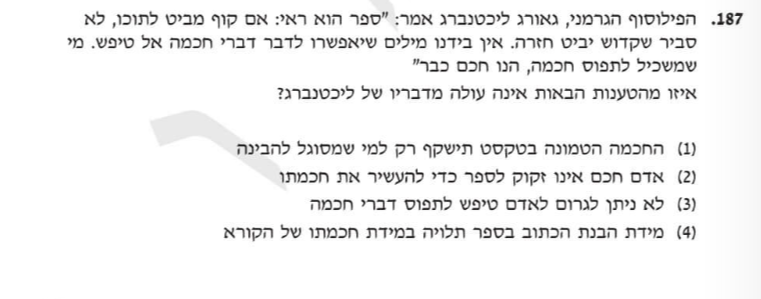 187. הפילוסוף הגרמני, גאורג ליכטנברג אמר: "ספר הוא ראי: אם קוף מביט לתוכו, לא
סביר שקדוש יביט חזרה. אין בידנו מילים שיאפשרו לדבר דברי חכמה אל טיפש. מי
שמשכיל לתפוס חכמה, הנו חכם כבר"
איזו מהטענות הבאות אינה עולה מדבריו של ליכטנברג?
(1) החכמה הטמונה בטקסט תישקף רק למי שמסוגל להבינה
(2) אדם חכם אינו זקוק לספר כדי להעשיר את חכמתו
(3) לא ניתן לגרום לאדם טיפש לתפוס דברי חכמה
(4) מידת הבנת הכתוב בספר תלויה במידת חכמתו של הקורא